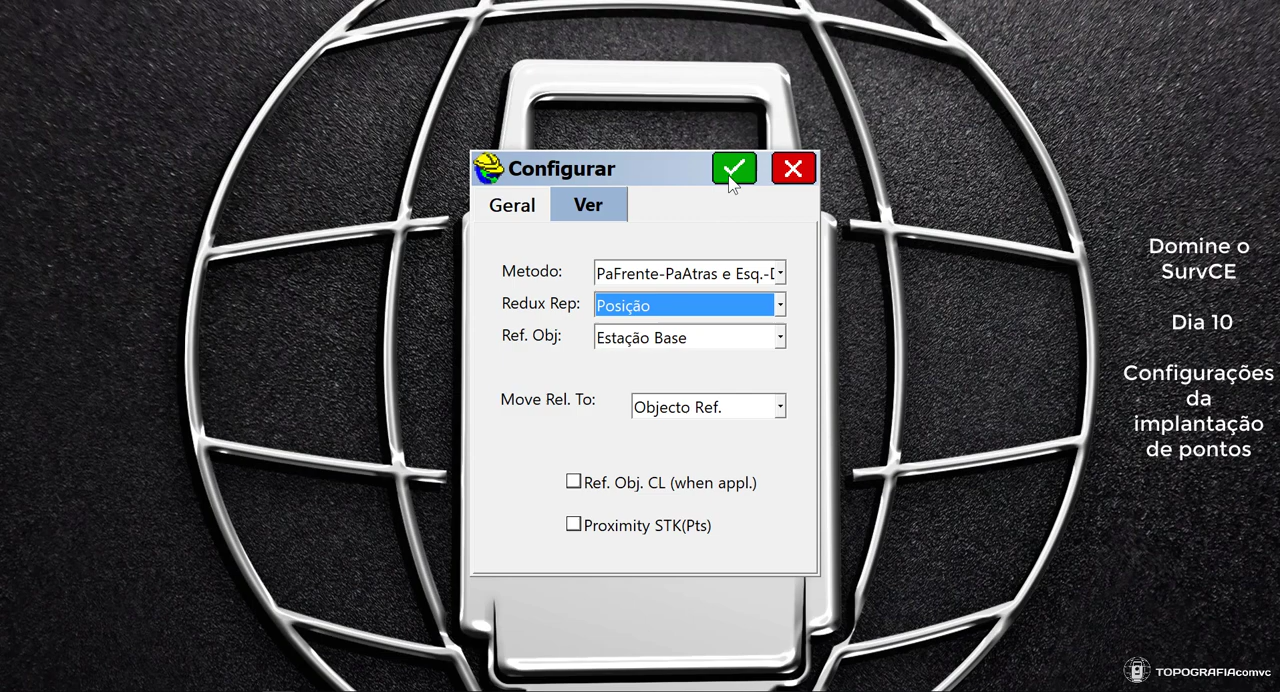 Configurar
Geral
Ver
Metodo:
PaFrente-PaAtras e Esq.-D
Redux Rep:
Posição
Ref. Obj:
Estação Base
Move Rel. To:
Objecto Ref.
Ref. Obj. CL (when appl.)
Proximity STK(Pts)
Domine o
SurvCE
Dia 10
Configurações
da
implantação
de pontos
TOPOGRAFIAcomvc